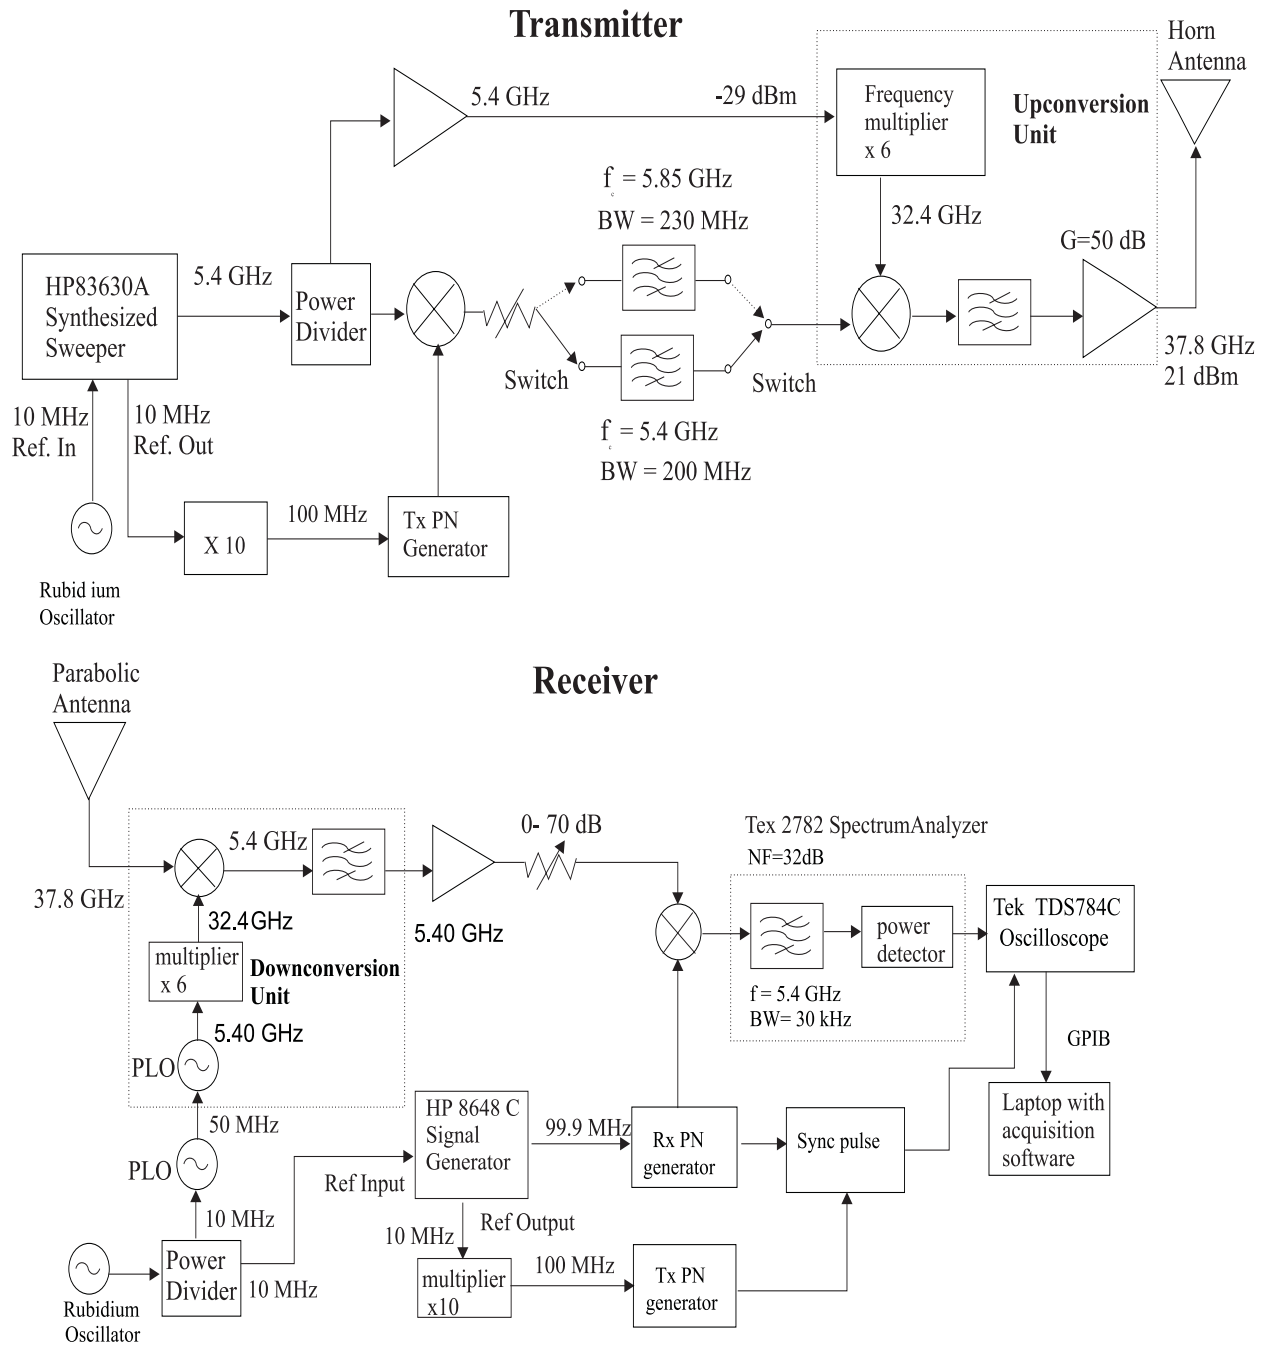 Transmitter
Horn
Antenna
5.4 GHz
-29 dBm
Frequency
multiplier
x 6
Upconversion
Unit
f c = 5.85 GHz
BW = 230 MHz
32.4 GHz
G=50 dB
HP83630A
Synthesized
Sweeper
5.4 GHz
Power
Divider
Switch
Switch
37.8 GHz
21 dBm
10 MHz
Ref. In
10 MHz
Ref. Out
f c = 5.4 GHz
BW = 200 MHz
X 10
100 MHz
Tx PN
Generator
Rubid ium
Oscillator
Receiver
Parabolic
Antenna
37.8 GHz
5.4 GHz
0- 70 dB
Tex 2782 SpectrumAnalyzer
NF=32dB
32.4GHz
5.40 GHz
multiplier
x 6
Downconversion
Unit
power
detector
Tek TDS784C
Oscilloscope
f = 5.4 GHz
BW= 30 kHz
5.40 GHz
PLO
GPIB
50 MHz
HP 8648 C
Signal
Generator
99.9 MHz
Rx PN
generator
Sync pulse
Laptop with
acquisition
software
PLO
Ref Input
10 MHz
Ref Output
10 MHz
Power
Divider
10 MHz
multiplier
x10
100 MHz
Tx PN
generator
Rubidium
Oscillator